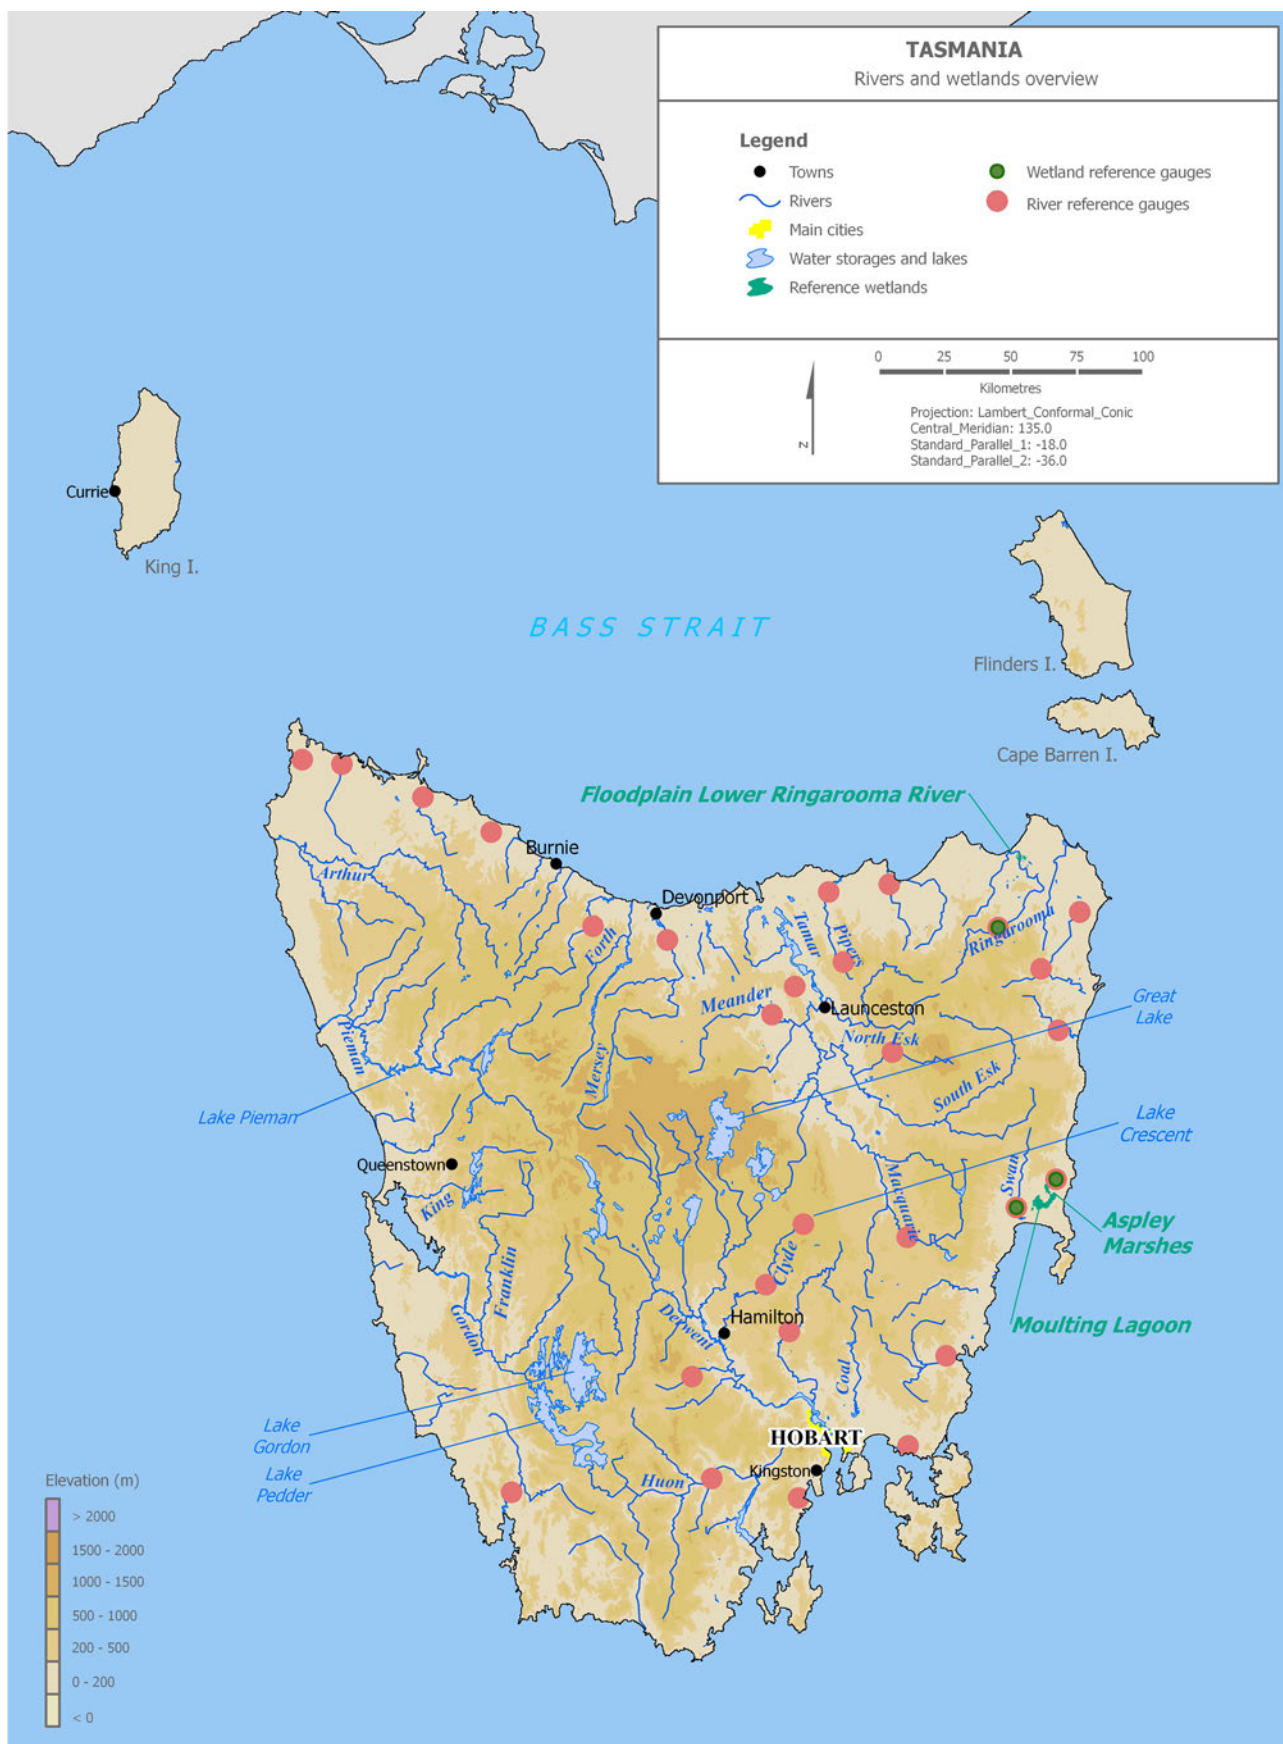 TASMANIA
Rivers and wetlands overview
Legend
Towns
Rivers
Main cities
Water storages and lakes
Reference wetlands
Wetland reference gauges
River reference gauges
0 25 50 75 100
Kilometres
N
Projection: Lambert_Conformal_Conic
Central_Meridian: 135.0
Standard_Parallel_1: -18.0
Standard_Parallel_2: -36.0
Currie
King I.
BASS STRAIT
Flinders I.
Cape Barren I.
Floodplain Lower Ringarooma River
Burnie
Arthur
Devonport
Tamar
Pipers
Ringarooma
Forth
Meander
Launceston
Great
Lake
Pieman
North Esk
Mersey
South Esk
Lake Pieman
Lake
Crescent
Queenstown
King
Swan
Macquarie
Aspley
Marshes
Clyde
Franklin
Gordon
Derwent
Hamilton
Moulting Lagoon
Coal
Lake
Gordon
HOBART
Lake
Pedder
Kingston
Huon
Elevation (m)
> 2000
1500 - 2000
1000 - 1500
500 - 1000
200 - 500
0 - 200
< 0